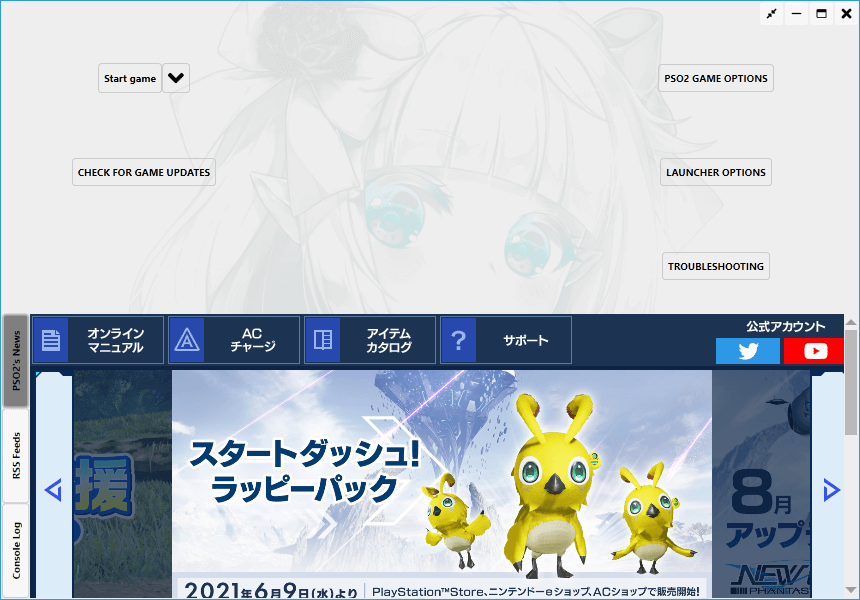 Start game
PSO2 GAME OPTIONS
CHECK FOR GAME UPDATES
LAUNCHER OPTIONS
TROUBLESHOOTING
PSO2's News
RSS Feeds
Console Log
オンライン
マニュアル
AC
チャージ
アイテム
カタログ
?
サポート
公式アカウント
援
スタートダッシュ!
ラッピーパック
2021年6月9日(水)より
PlayStation™Store、ニンテンドーeショップ、ACショップで販売開始!
8月
アップ
NEW
PHANTAS